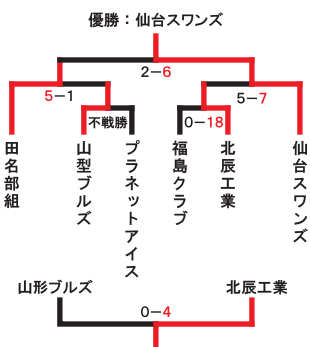 優勝：仙台スワンズ
2−6
5−1
5−7
不戦勝
0−18
田名部組
山型ブルズ
プラネッツトアイス
福島クラブ
北辰工業
仙台スワンズ
山形ブルズ
北辰工業
0−4